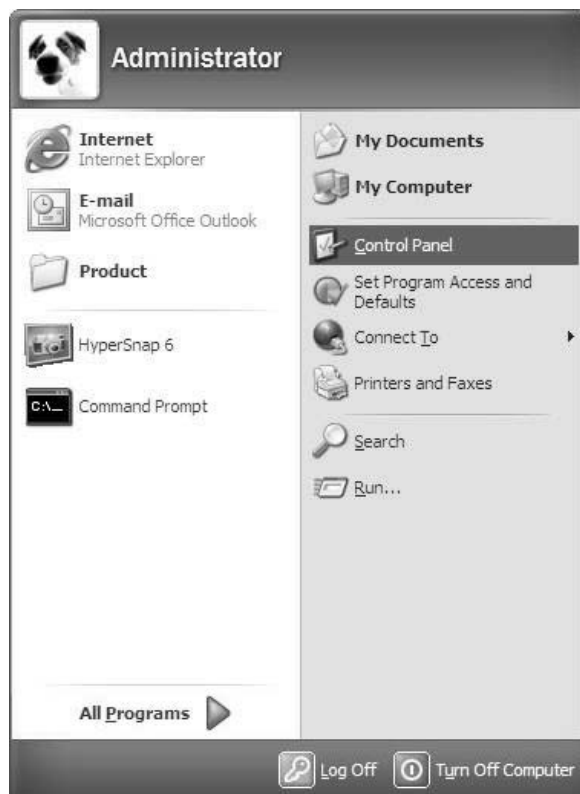 Administrator
Internet
Internet Explorer
E-mail
Microsoft Office Outlook
Product
HyperSnap 6
C:\_
Command Prompt
All Programs
My Documents
My Computer
Control Panel
Set Program Access and
Defaults
Connect To
Printers and Faxes
Search
Run...
Log Off
Turn Off Computer